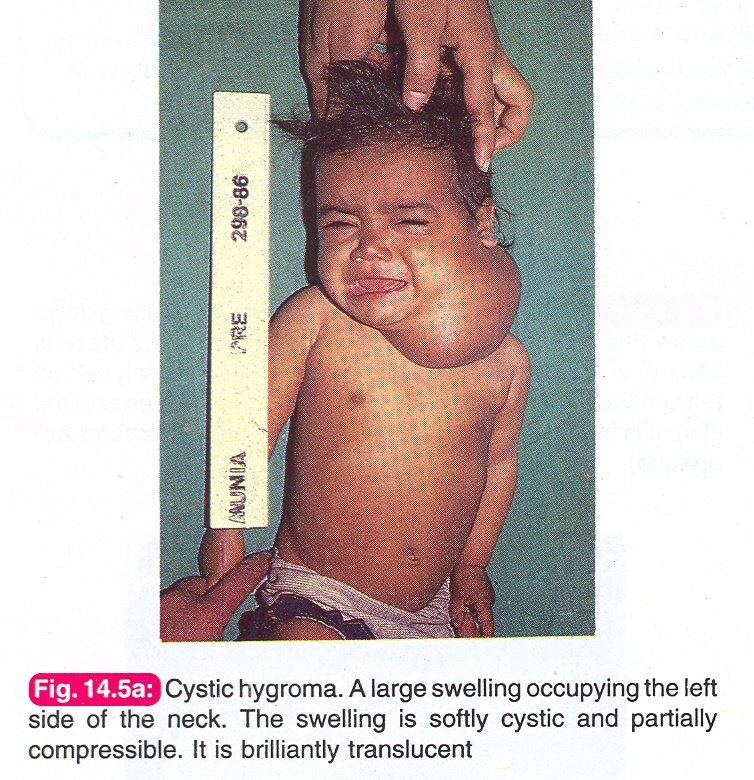 298-86
PRE
MUNIA
Fig. 14.5a: Cystic hygroma. A large swelling occupying the left
side of the neck. The swelling is softly cystic and partially
compressible. It is brilliantly translucent